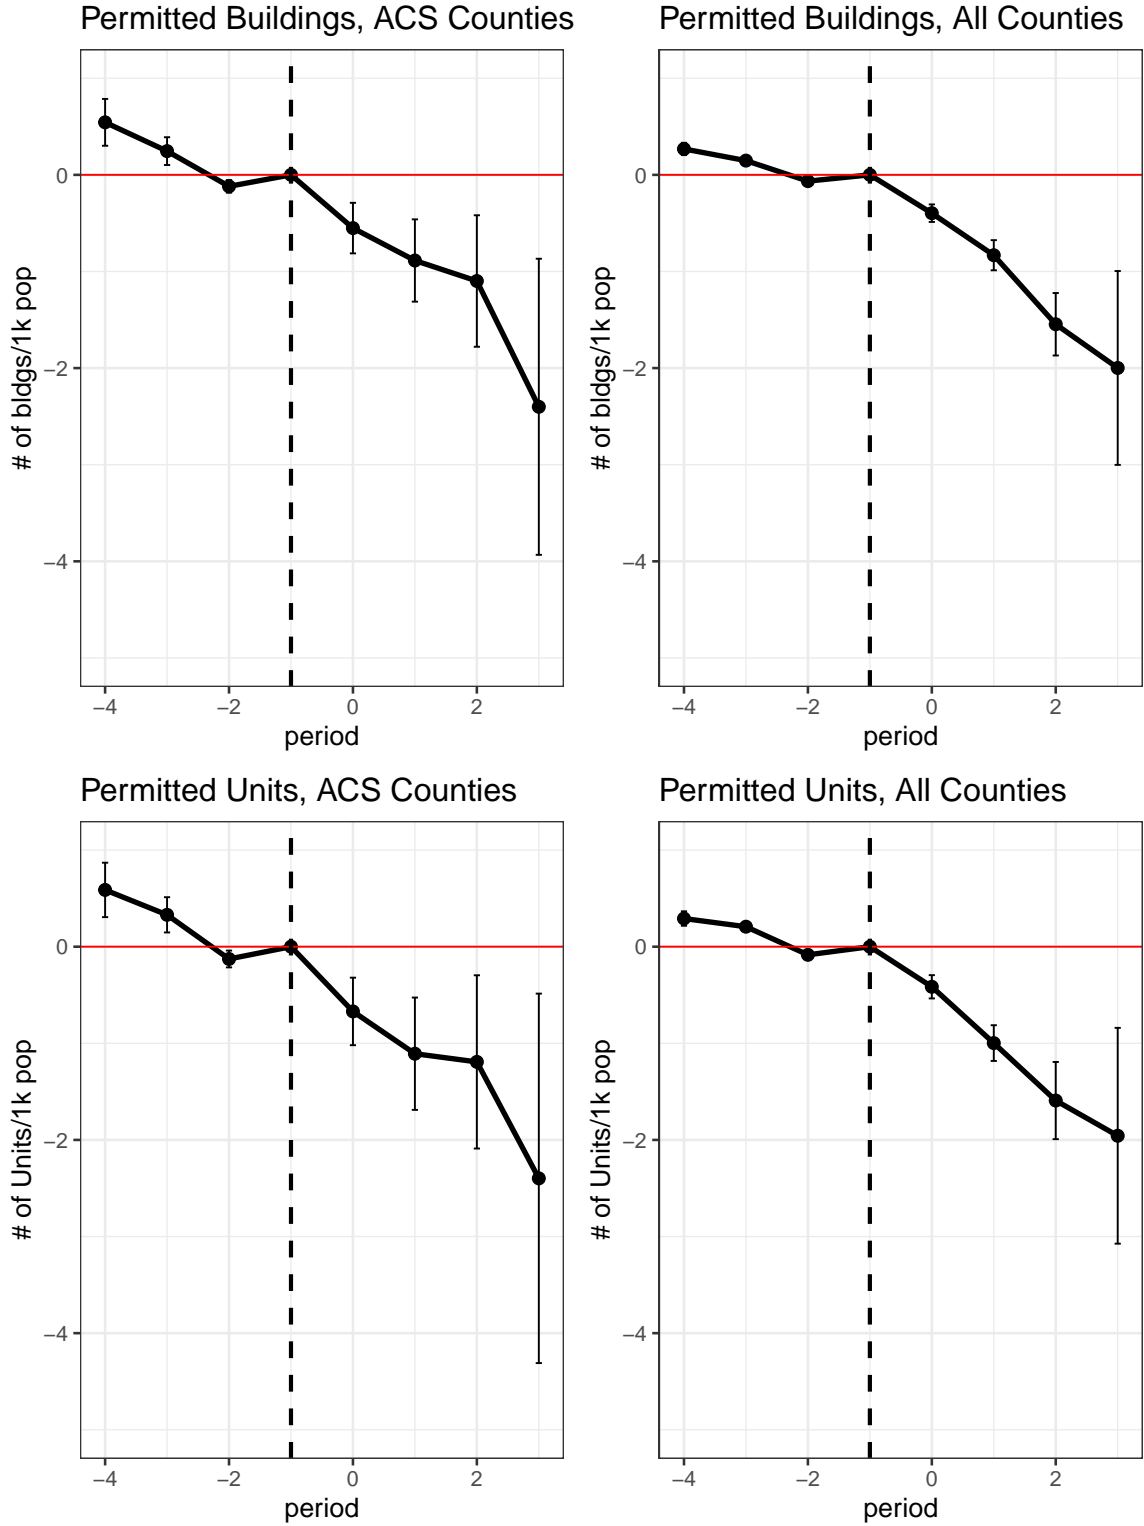 Permitted Buildings, ACS Counties
# of bldgs/1k pop
0
−2
−4
−4 −2 0 2
period
Permitted Buildings, All Counties
# of bldgs/1k pop
0
−2
−4
−4 −2 0 2
period
Permitted Units, ACS Counties
# of Units/1k pop
0
−2
−4
−4 −2 0 2
period
Permitted Units, All Counties
# of Units/1k pop
0
−2
−4
−4 −2 0 2
period